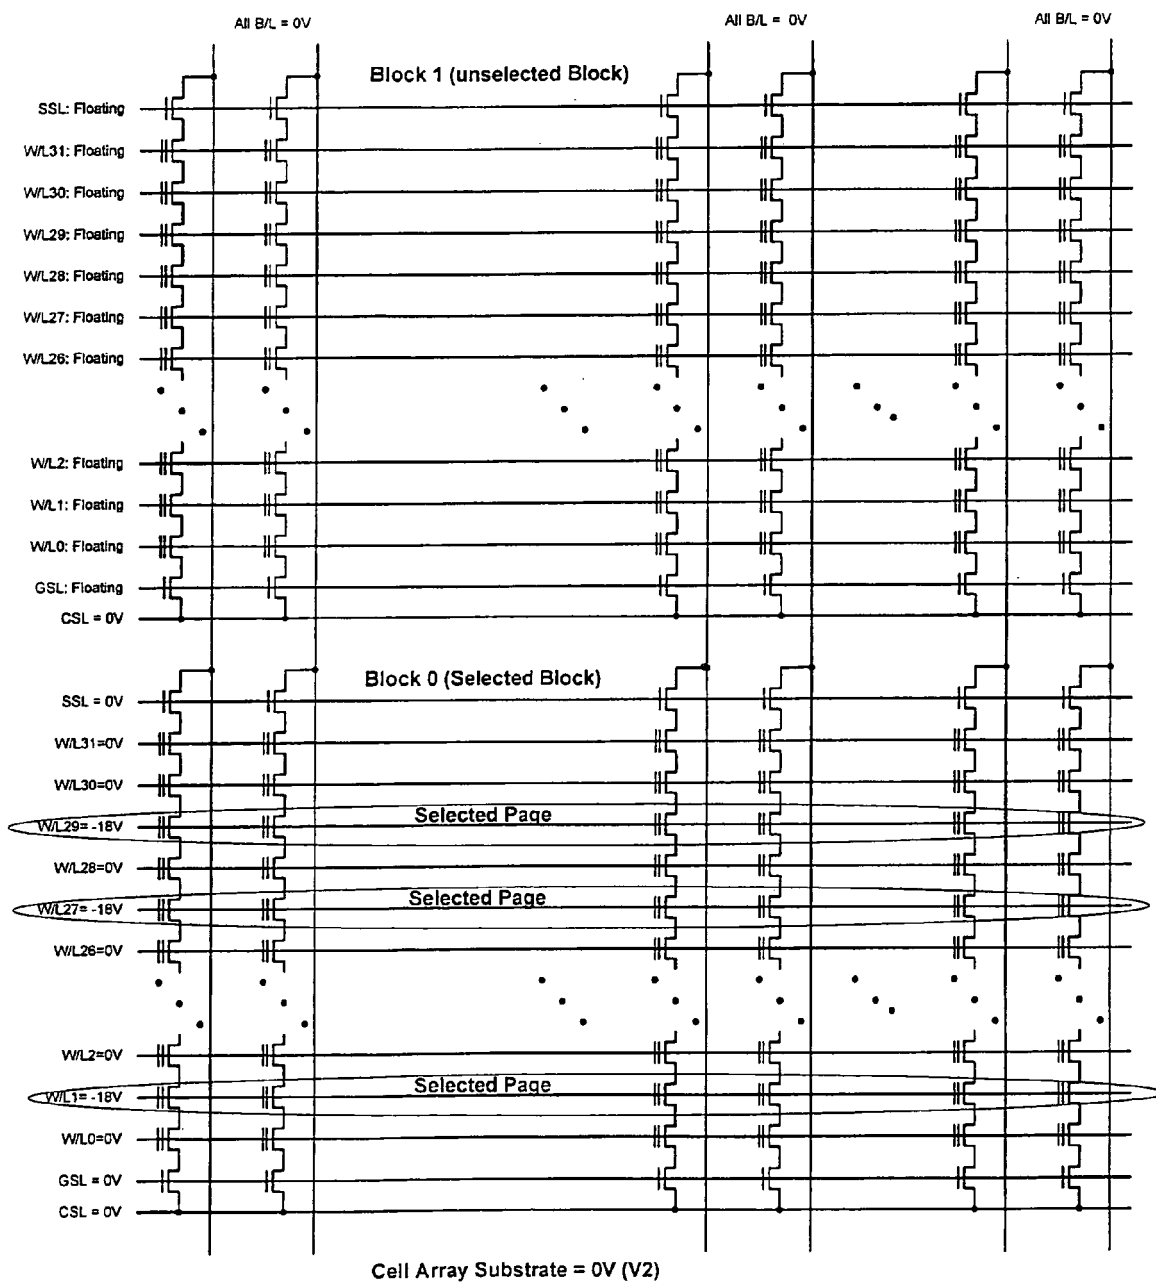 All B/L = 0V
All B/L = 0V
All B/L = 0V
Block 1 (unselected Block)
SSL: Floating
W/L31: Floating
W/L30: Floating
W/L29: Floating
W/L28: Floating
W/L27: Floating
W/L26: Floating
W/L2: Floating
W/L1: Floating
W/L0: Floating
GSL: Floating
CSL = 0V
Block 0 (Selected Block)
SSL = 0V
W/L31=0V
W/L30=0V
Selected Page
W/L29= -18V
W/L28=0V
Selected Page
W/L27= -18V
W/L26=0V
W/L2=0V
Selected Page
W/L1= -18V
W/L0=0V
GSL = 0V
CSL = 0V
Cell Array Substrate = 0V (V2)